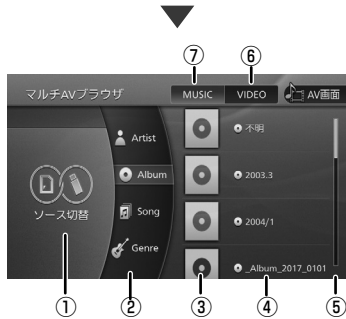 ⑦ ⑥
マルチAVブラウザ MUSIC VIDEO AV画面
Artist
不明
Album
2003.3
ソース切替
Song
2004/1
Genre
_Album_2017_0101
① ② ③ ④ ⑤